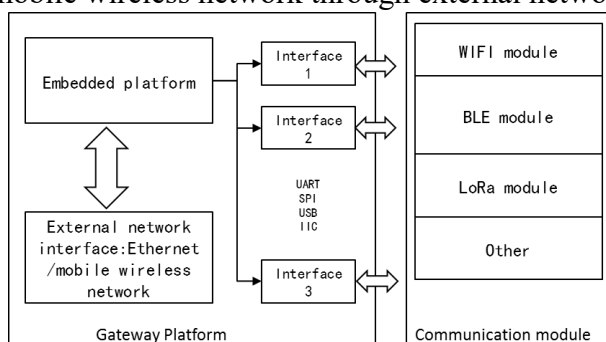 mobile wireless network through external netwo
Embedded platform
Interface
1
Interface
2
UART
SPI
USB
IIC
External network
interface:Ethernet
/mobile wireless
network
Interface
3
Gateway Platform
WIFI module
BLE module
LoRa module
Other
Communication module